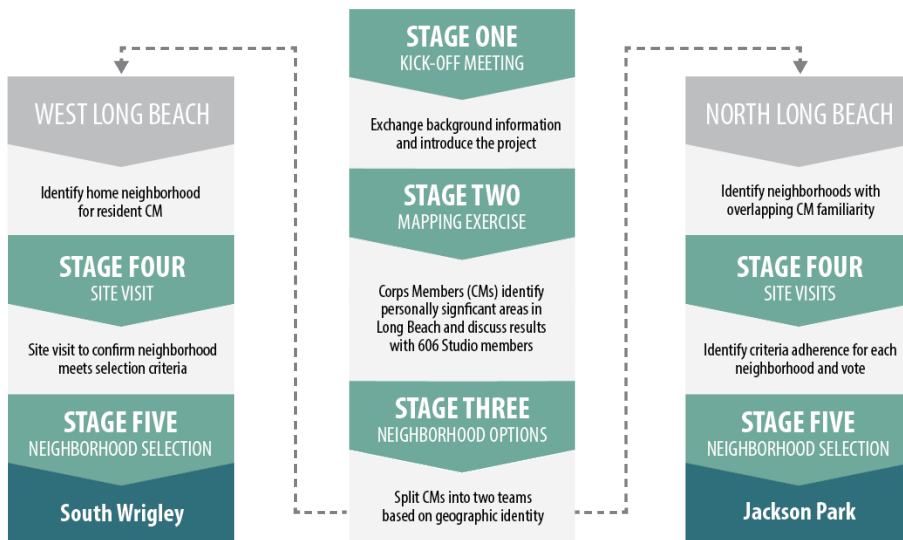 STAGE ONE
KICK-OFF MEETING
Exchange background information
and introduce the project
STAGE TWO
MAPPING EXERCISE
Corps Members (CMs) identify
personally signficant areas in
Long Beach and discuss results
with 606 Studio members
STAGE THREE
NEIGHBORHOOD OPTIONS
Split CMs into two teams
based on geographic identity
WEST LONG BEACH
Identify home neighborhood
for resident CM
STAGE FOUR
SITE VISIT
Site visit to confirm neighborhood
meets selection criteria
STAGE FIVE
NEIGHBORHOOD SELECTION
South Wrigley
NORTH LONG BEACH
Identify neighborhoods with
overlapping CM familiarity
STAGE FOUR
SITE VISITS
Identify criteria adherence for each
neighborhood and vote
STAGE FIVE
NEIGHBORHOOD SELECTION
Jackson Park